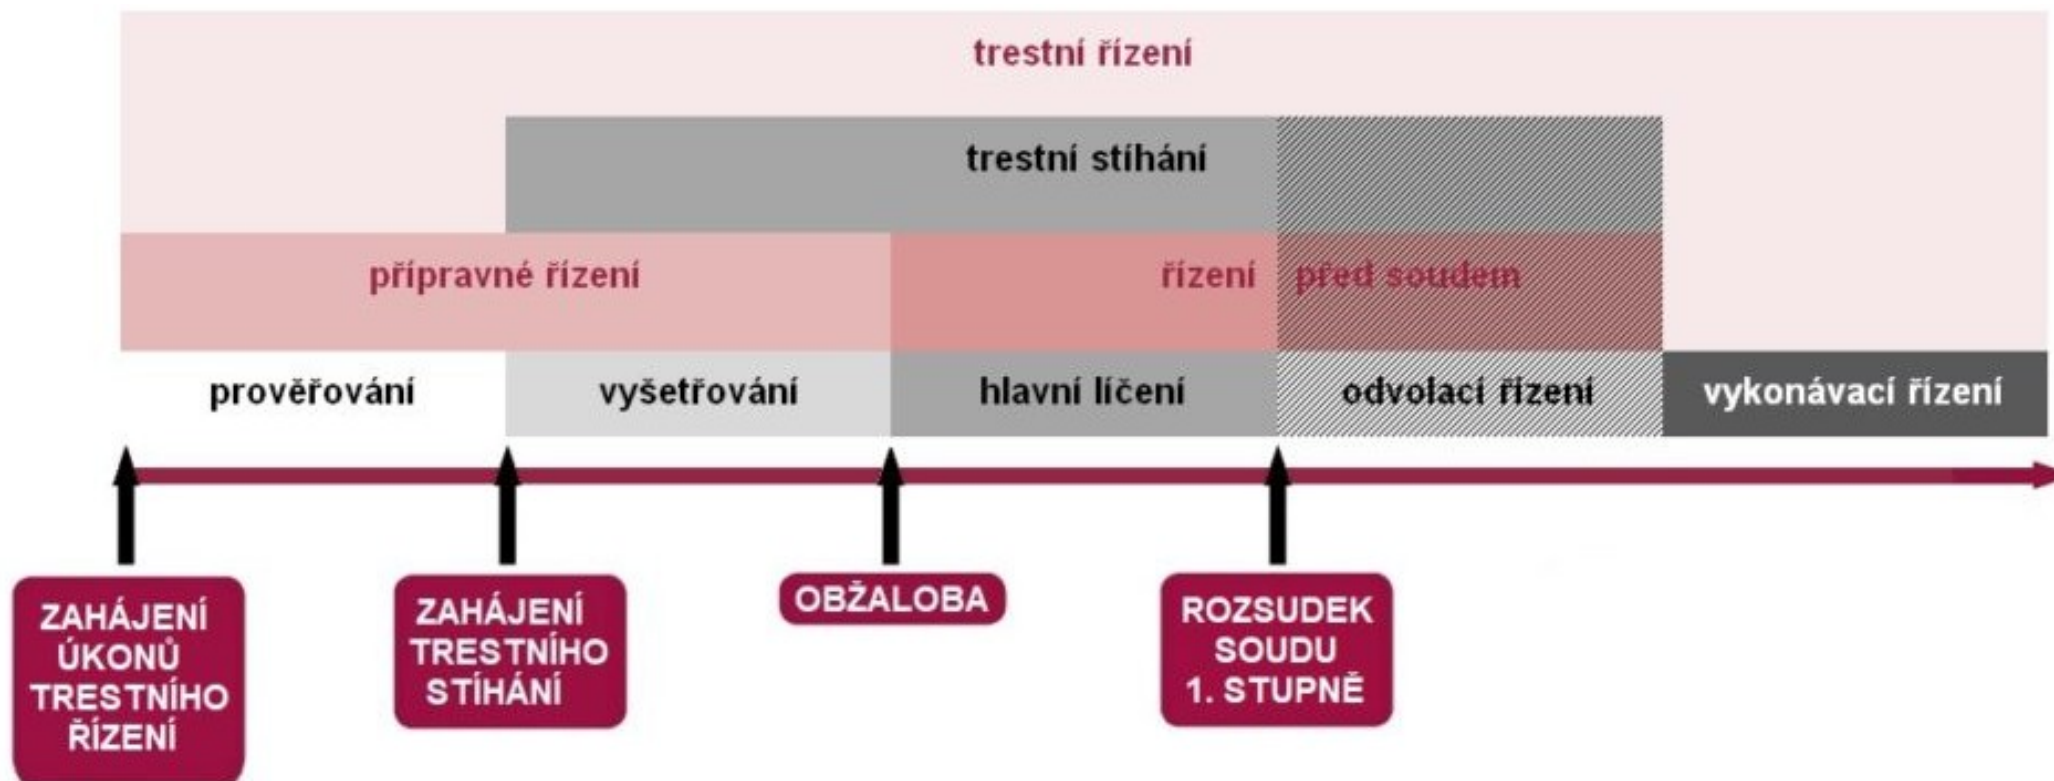 trestní řízení
trestní stíhání
přípravné řízení
řízení před soudem
prověřování
vyšetřování
hlavní líčení
odvolací řízení
vykonávací řízení
ZAHÁJENÍ
ÚKONŮ
TRESTNÍHO
ŘÍZENÍ
ZAHÁJENÍ
TRESTNÍHO
STÍHÁNÍ
OBŽALOBA
ROZSUDEK
SOUDU
1. STUPNĚ